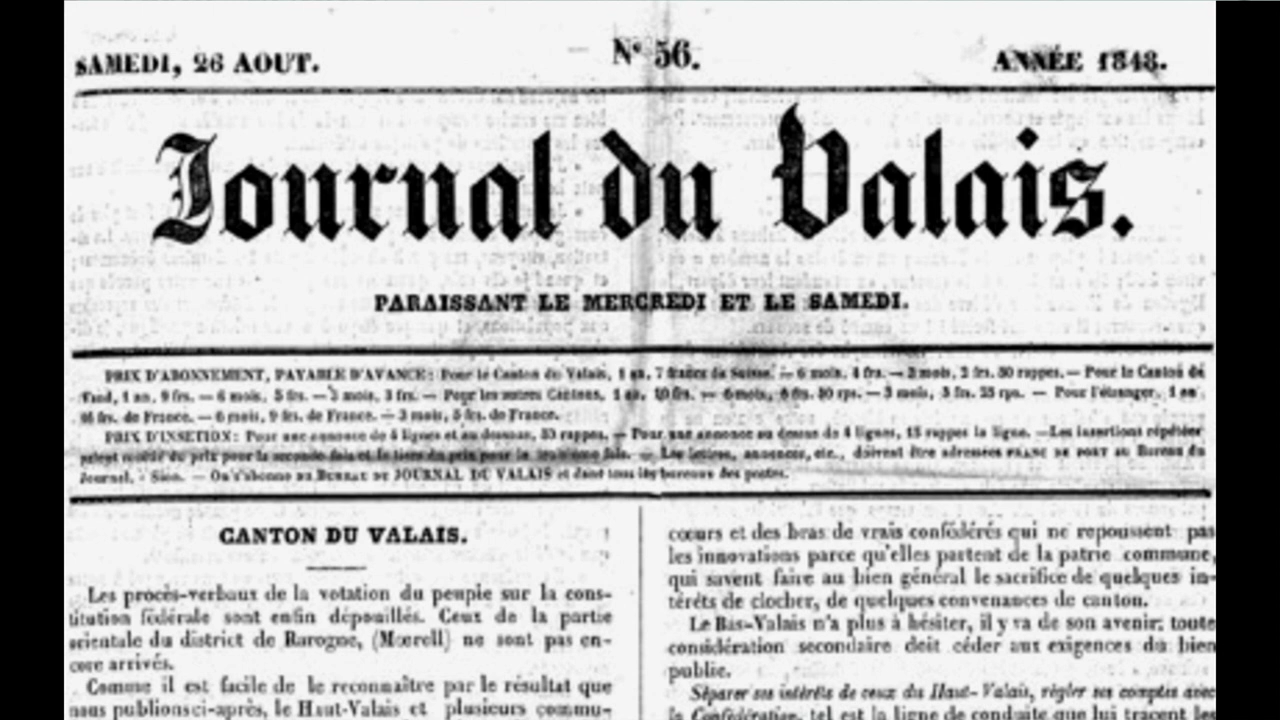 SAMEDI, 26 AOUT.
N° 56.
ANNÉE 1848.
Journal du Valais.
PARAISSANT LE MERCREDI ET LE SAMEDI.
PRIX D'ABONNEMENT, PAYABLE D'AVANCE: Pour le Canton du Valais, 1 an, 7 francs de Suisse. — 6 mois, 4 frs. — 3 mois, 2 frs. 50 rappes. — Pour le Canton de
Vaud, 1 an, 9 frs. — 6 mois, 5 frs. — 3 mois, 3 frs. — Pour les autres Cantons, 1 an, 10 frs. — 6 mois, 6 frs. 50 rps. — 3 mois, 3 frs. 25 rps. — Pour l'étranger, 1 an,
16 frs. de France. — 6 mois, 9 frs. de France. — 3 mois, 5 frs. de France.
PRIX D'INSETION: Pour une annonce de 4 lignes et au dessous, 50 rappes. — Pour une annonce au dessus de 4 lignes, 15 rappes la ligne. — Les insertions répétées
paient moitié du prix pour la seconde fois et le tiers du prix pour la troisième fois. — Les lettres, annonces, etc., doivent être adressées FRANC DE PORT au Bureau du
Journal, Sion. — On s'abonne AU BUREAU DU JOURNAL DU VALAIS et dans tous les bureaux des postes.
CANTON DU VALAIS.
Les procès-verbaux de la votation du peuple sur la cons-
titution fédérale sont enfin dépouillés. Ceux de la partie
orientale du district de Rarogne, (Mœrell) ne sont pas en-
core arrivés.
Comme il est facile de le reconnaître par le résultat que
nous publions ci-après, le Haut-Valais et plusieurs commu-
cœurs et des bras de vrais confédérés qui ne repoussent pas
les innovations parce qu'elles partent de la patrie commune,
qui savent faire au bien général le sacrifice de quelques in-
térêts de clocher, de quelques convenances de canton.
Le Bas-Valais n'a plus à hésiter, il y va de son avenir; toute
considération secondaire doit céder aux exigences du bien
public.
Séparer ses intérêts de ceux du Haut-Valais, régler ses comptes avec
la Confédération, tel est la ligne de conduite que lui tracent les